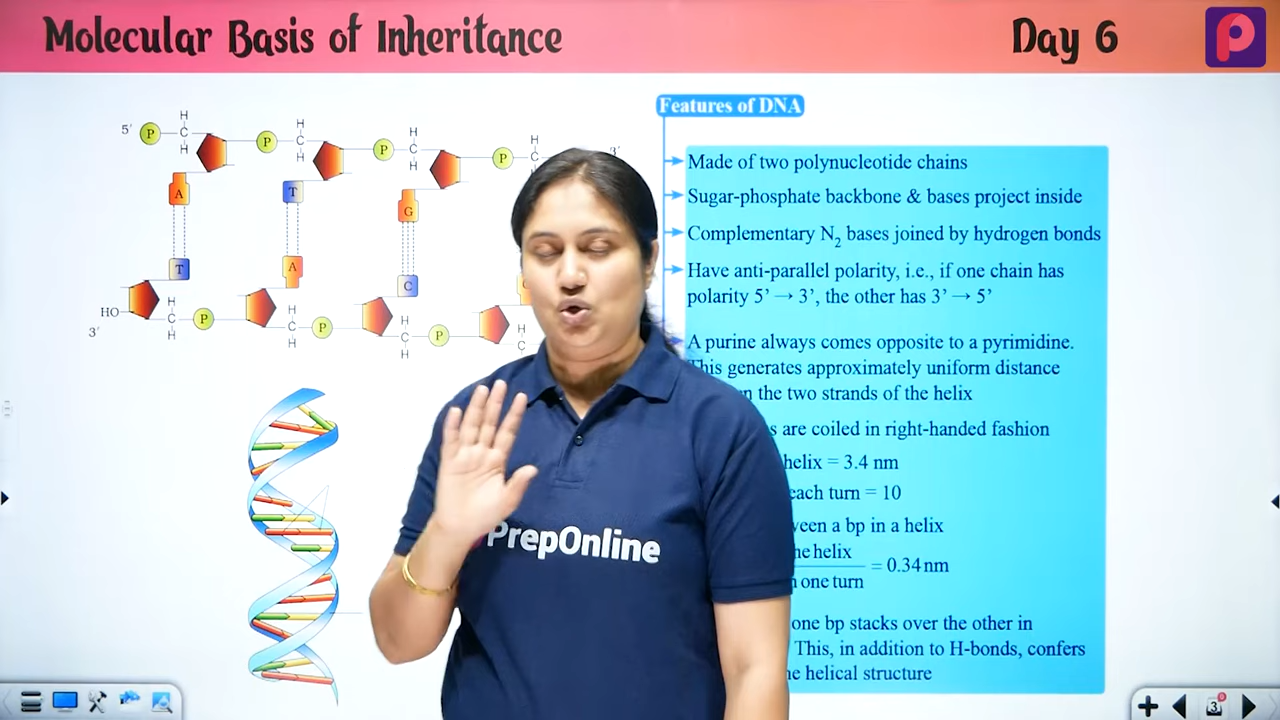 Molecular Basis of Inheritance
Day 6
P
Features of DNA
Made of two polynucleotide chains
Sugar-phosphate backbone & bases project inside
Complementary N₂ bases joined by hydrogen bonds
Have anti-parallel polarity, i.e., if one chain has
polarity 5’ → 3’, the other has 3’ → 5’
A purine always comes opposite to a pyrimidine.
This generates approximately uniform distance
the two strands of the helix
are coiled in right-handed fashion
helix = 3.4 nm
each turn = 10
a bp in a helix
helix
= 0.34 nm
one turn
one bp stacks over the other in
This, in addition to H-bonds, confers
helical structure
5’ P H C H P H C H P H C H P H C 3’
A T G
T A C
HO H C H P H C H P H C H P H C
3’
PrepOnline
3